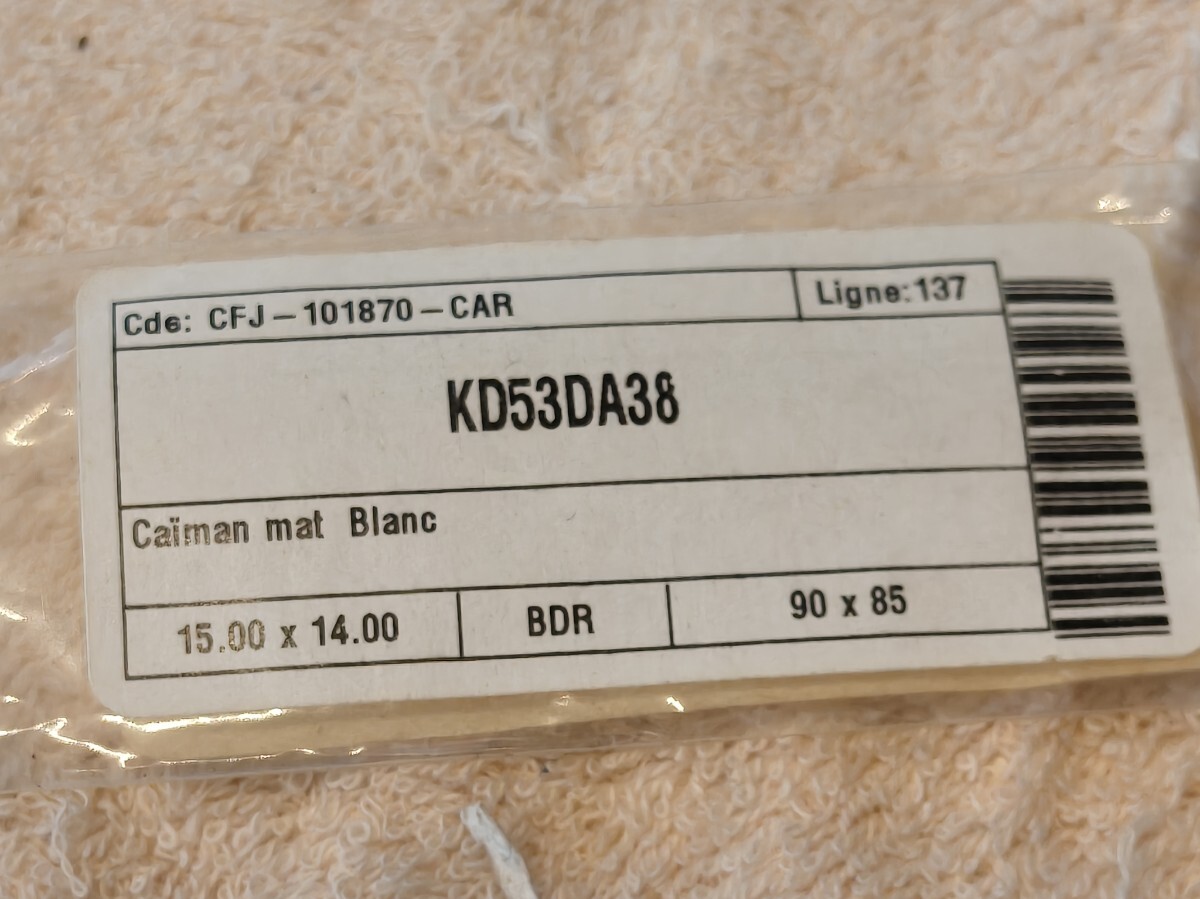 Cde: CFJ-101870-CAR Ligne:137
KD53DA38
Caïman mat Blanc
15.00 x 14.00 BDR 90 x 85